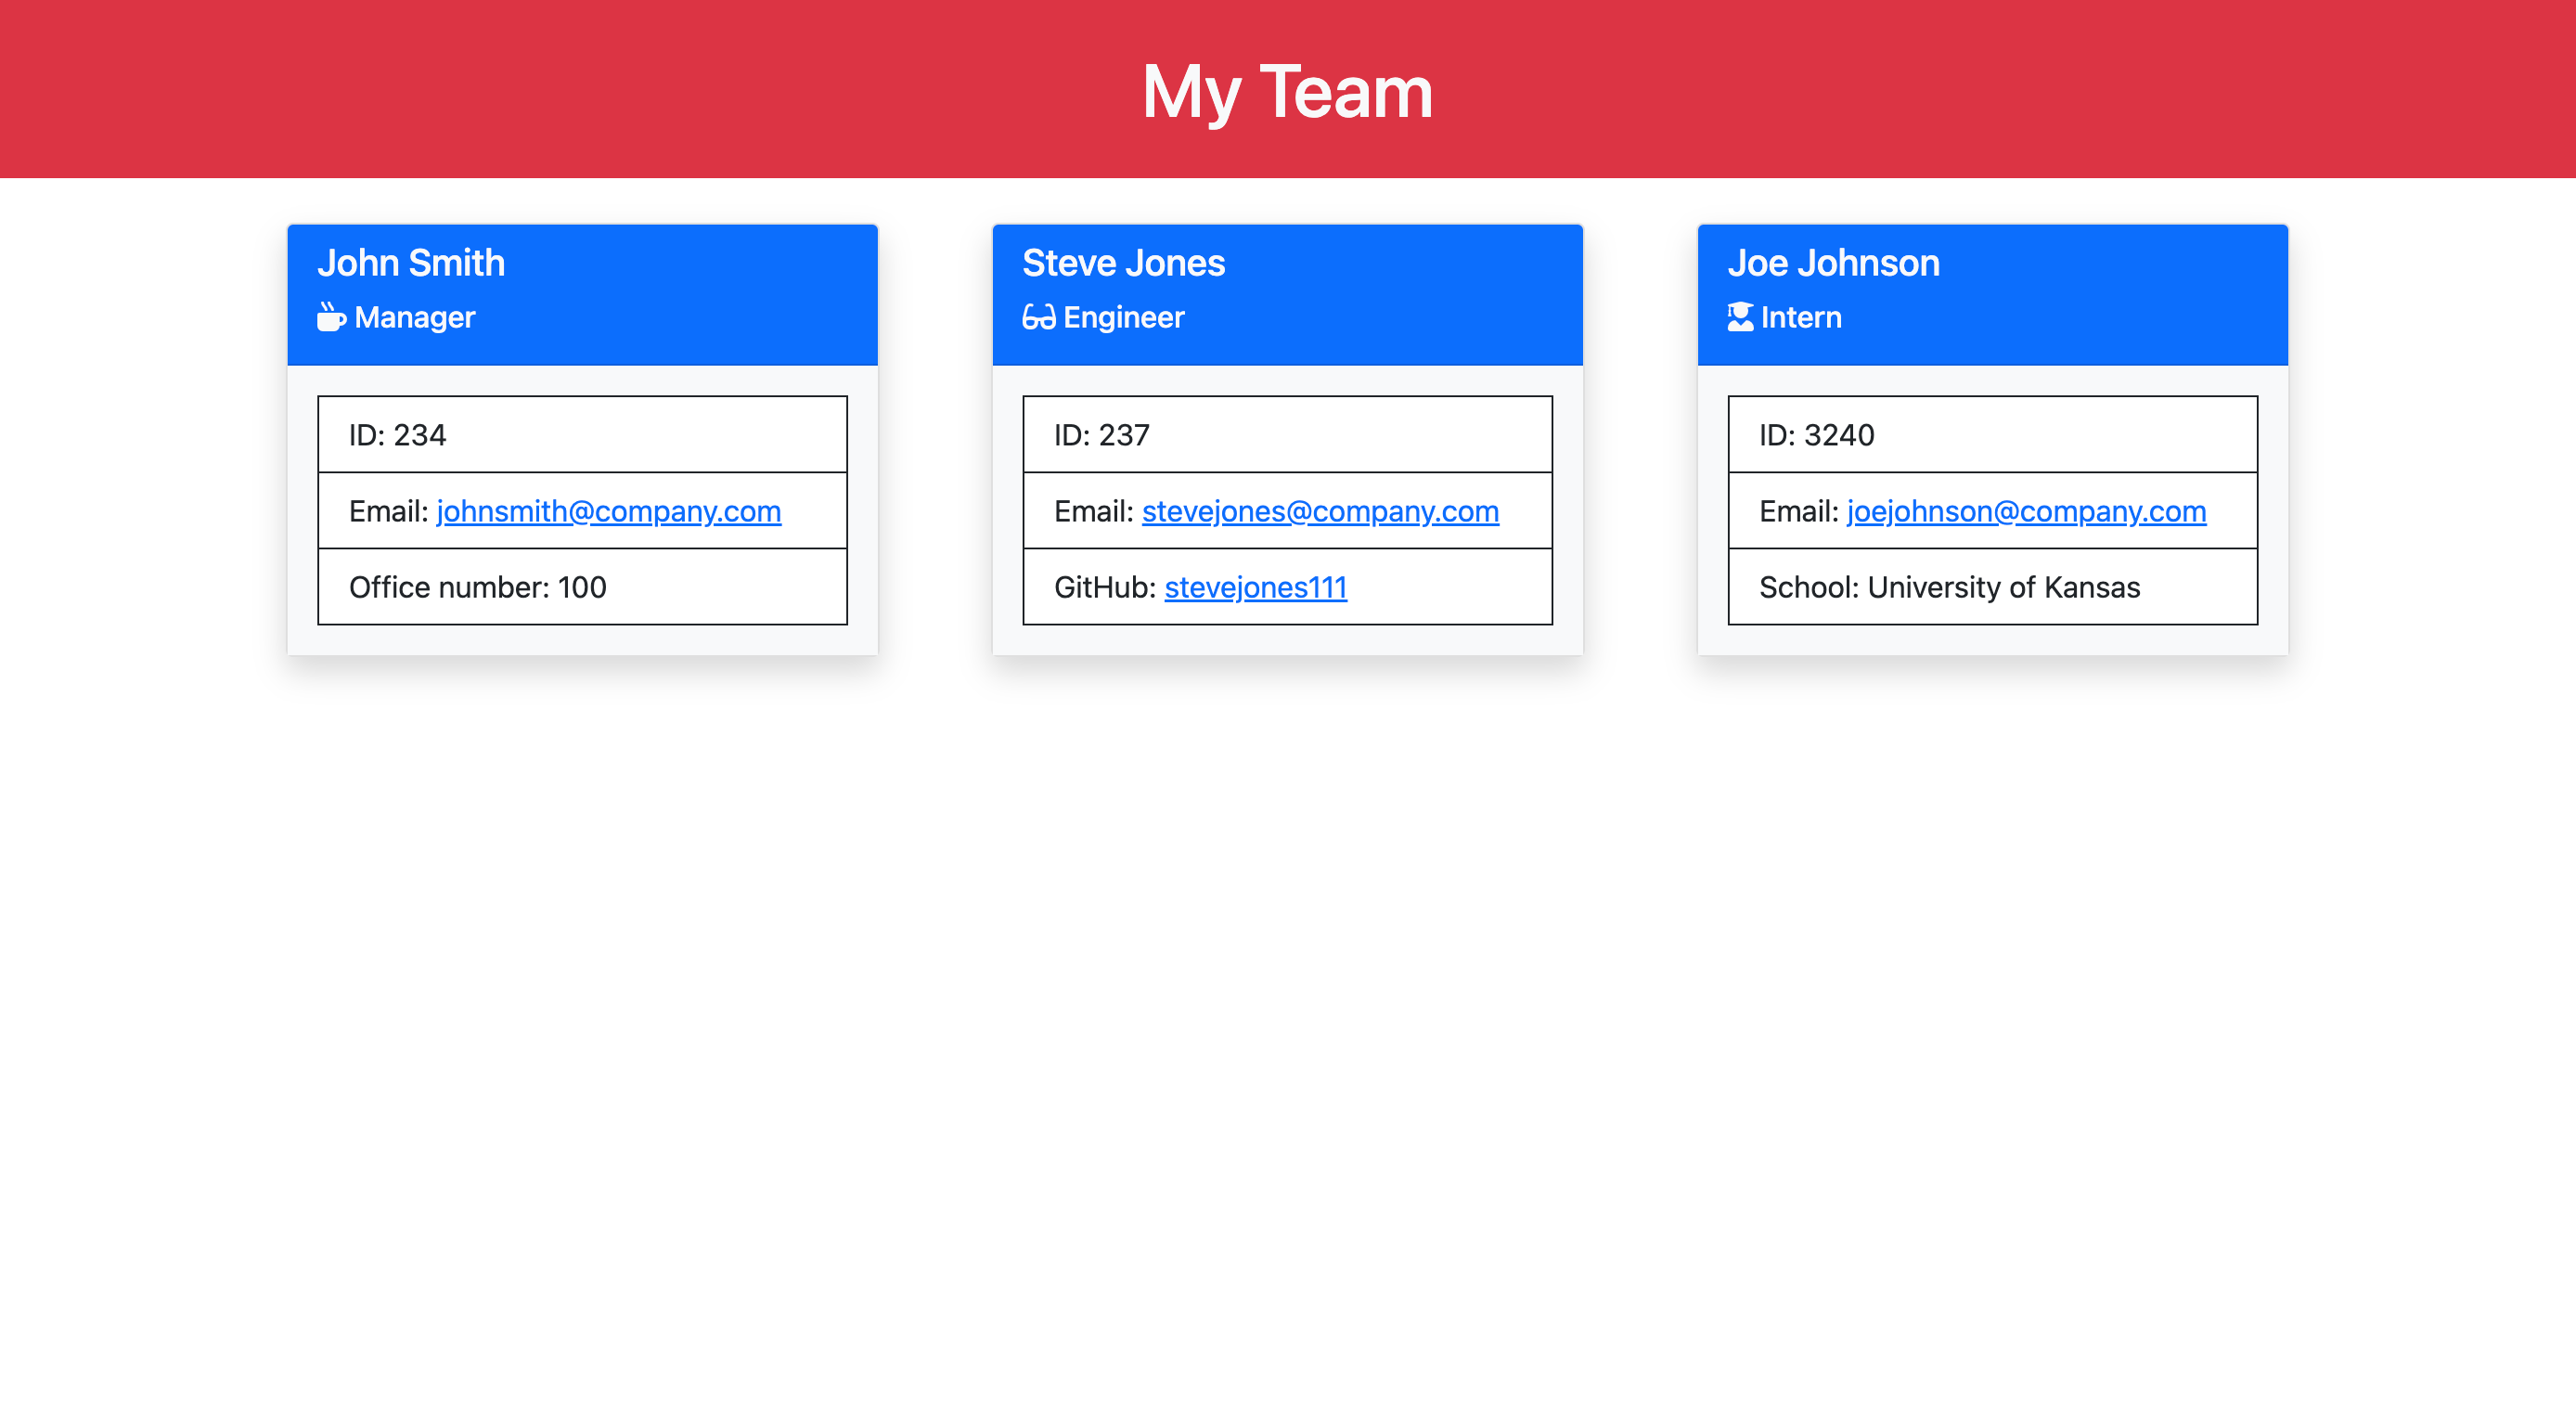 My Team
John Smith
Manager
ID: 234
Email: johnsmith@company.com
Office number: 100
Steve Jones
Engineer
ID: 237
Email: stevejones@company.com
GitHub: stevejones111
Joe Johnson
Intern
ID: 3240
Email: joejohnson@company.com
School: University of Kansas